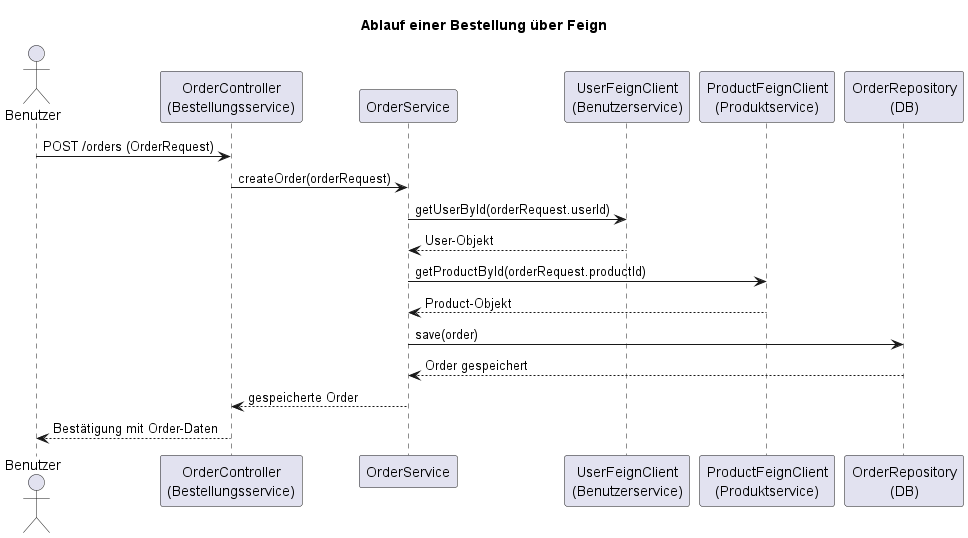 Ablauf einer Bestellung über Feign
Benutzer
OrderController
(Bestellungsservice)
OrderService
UserFeignClient
(Benutzerservice)
ProductFeignClient
(Produktservice)
OrderRepository
(DB)
POST /orders (OrderRequest)
createOrder(orderRequest)
getUserById(orderRequest.userId)
User-Objekt
getProductById(orderRequest.productId)
Product-Objekt
save(order)
Order gespeichert
gespeicherte Order
Bestätigung mit Order-Daten
Benutzer
OrderController
(Bestellungsservice)
OrderService
UserFeignClient
(Benutzerservice)
ProductFeignClient
(Produktservice)
OrderRepository
(DB)